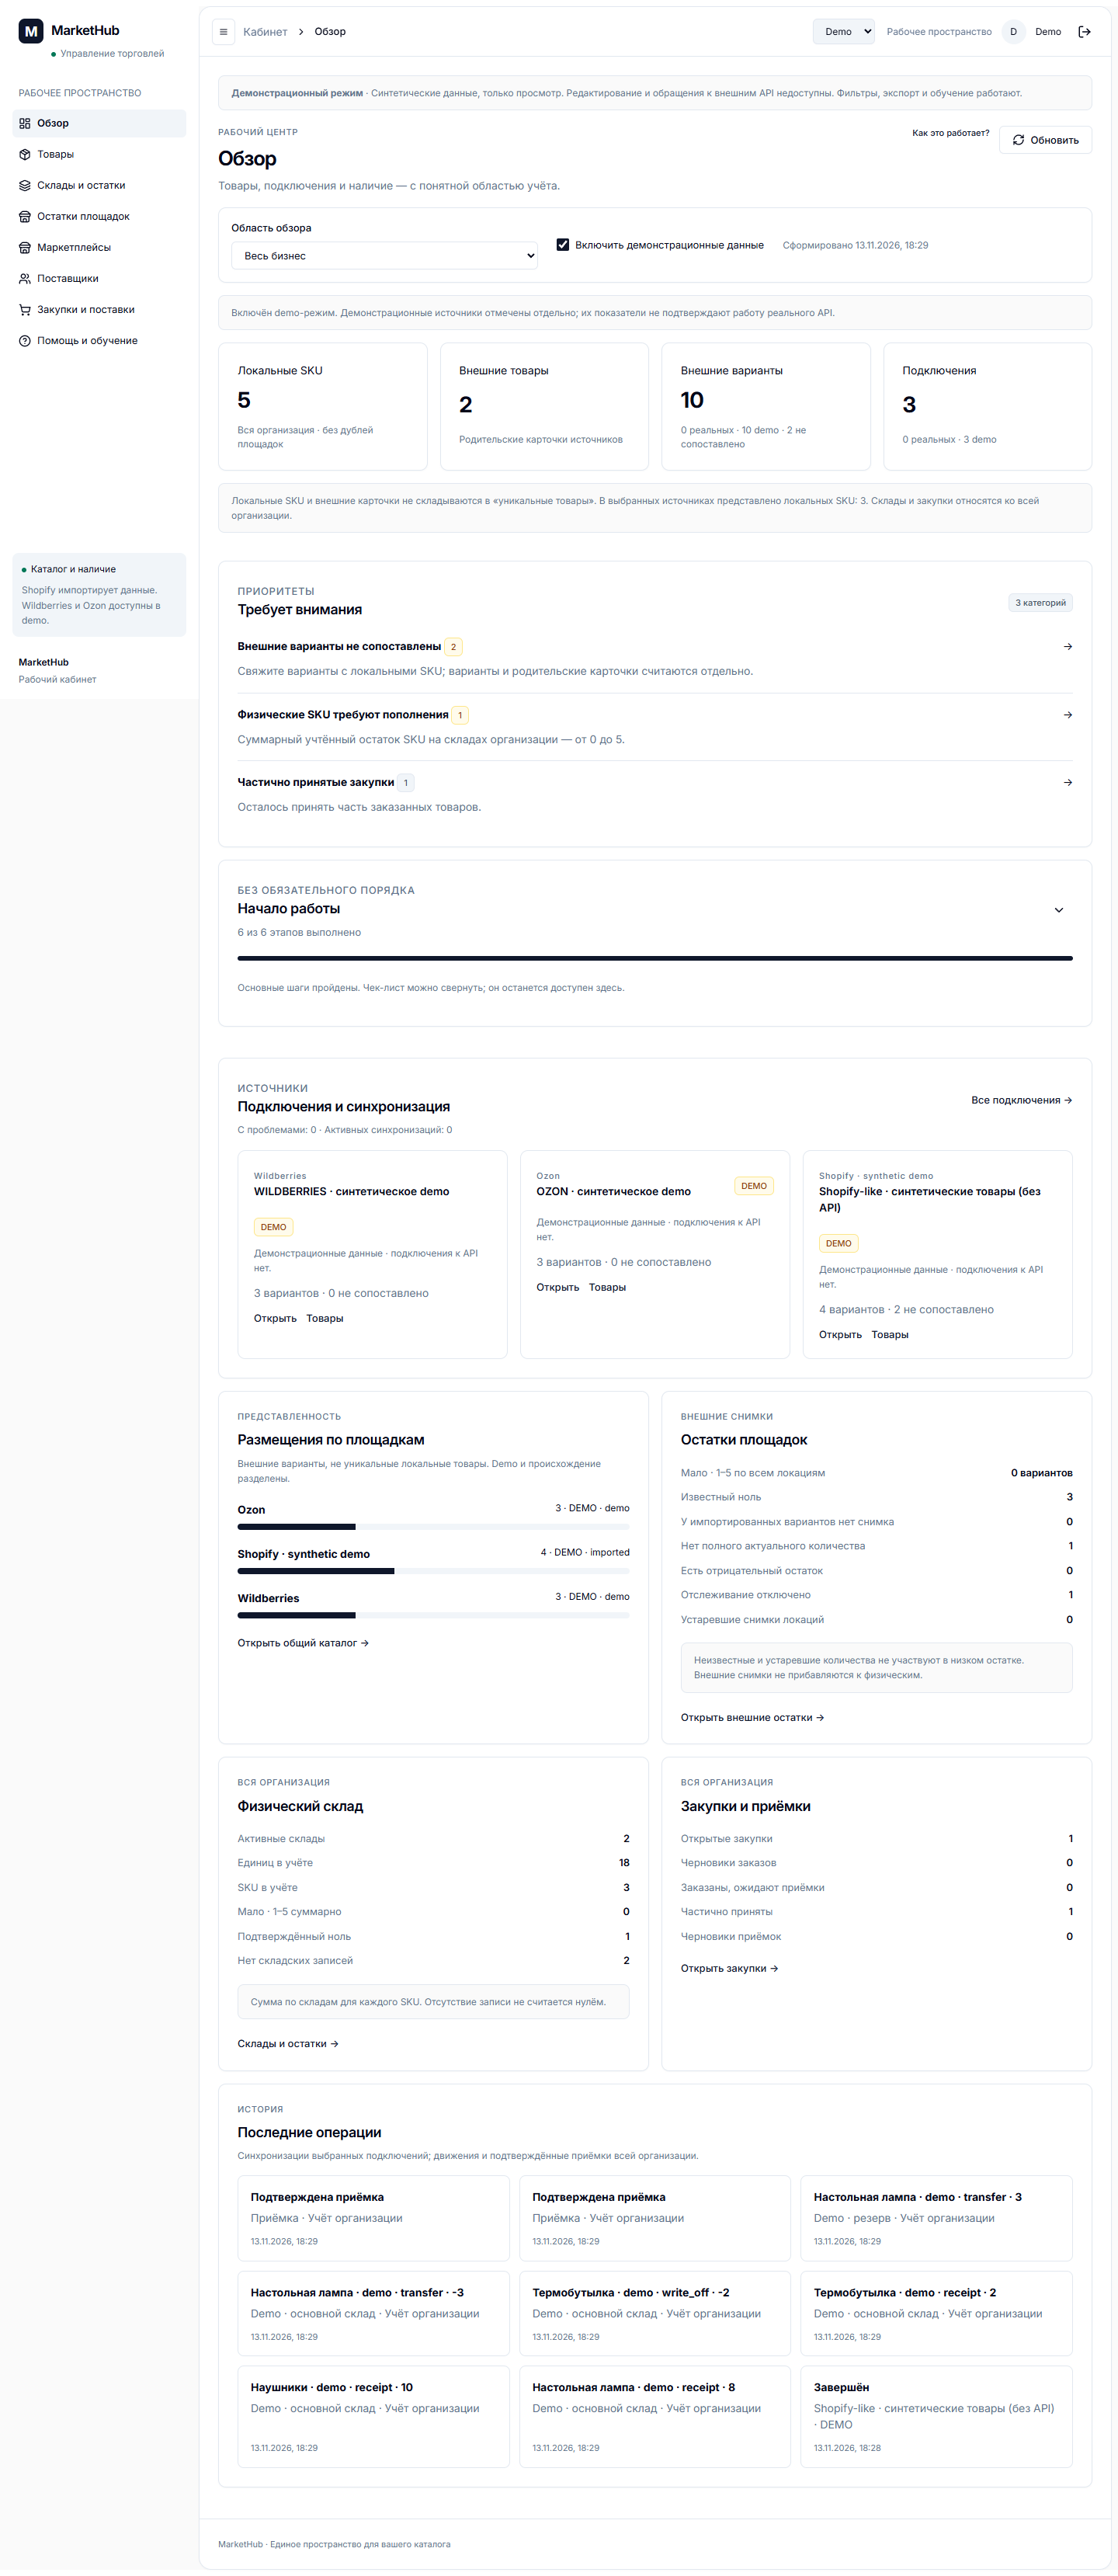 M MarketHub
Управление торговлей
РАБОЧЕЕ ПРОСТРАНСТВО
Обзор
Товары
Склады и остатки
Остатки площадок
Маркетплейсы
Поставщики
Закупки и поставки
Помощь и обучение
Каталог и наличие
Shopify импортирует данные.
Wildberries и Ozon доступны в
demo.
MarketHub
Рабочий кабинет
Кабинет > Обзор
Demo
Рабочее пространство
D
Demo
Демонстрационный режим · Синтетические данные, только просмотр. Редактирование и обращения к внешним API недоступны. Фильтры, экспорт и обучение работают.
РАБОЧИЙ ЦЕНТР
Обзор
Товары, подключения и наличие — с понятной областью учёта.
Как это работает?
Обновить
Область обзора
Весь бизнес
Включить демонстрационные данные
Сформировано 13.11.2026, 18:29
Включён demo-режим. Демонстрационные источники отмечены отдельно; их показатели не подтверждают работу реального API.
Локальные SKU
5
Вся организация · без дублей
площадок
Внешние товары
2
Родительские карточки источников
Внешние варианты
10
0 реальных · 10 demo · 2 не
сопоставлено
Подключения
3
0 реальных · 3 demo
Локальные SKU и внешние карточки не складываются в «уникальные товары». В выбранных источниках представлено локальных SKU: 3. Склады и закупки относятся ко всей
организации.
ПРИОРИТЕТЫ
Требует внимания
3 категорий
Внешние варианты не сопоставлены 2 →
Свяжите варианты с локальными SKU; варианты и родительские карточки считаются отдельно.
Физические SKU требуют пополнения 1 →
Суммарный учтённый остаток SKU на складах организации — от 0 до 5.
Частично принятые закупки 1 →
Осталось принять часть заказанных товаров.
БЕЗ ОБЯЗАТЕЛЬНОГО ПОРЯДКА
Начало работы
6 из 6 этапов выполнено
Основные шаги пройдены. Чек-лист можно свернуть; он останется доступен здесь.
ИСТОЧНИКИ
Подключения и синхронизация
Все подключения →
С проблемами: 0 · Активных синхронизаций: 0
Wildberries
WILDBERRIES · синтетическое demo
DEMO
Демонстрационные данные · подключения к API
нет.
3 вариантов · 0 не сопоставлено
Открыть Товары
Ozon
OZON · синтетическое demo
DEMO
Демонстрационные данные · подключения к API
нет.
3 вариантов · 0 не сопоставлено
Открыть Товары
Shopify · synthetic demo
Shopify-like · синтетические товары (без
API)
DEMO
Демонстрационные данные · подключения к API
нет.
4 вариантов · 2 не сопоставлено
Открыть Товары
ПРЕДСТАВЛЕННОСТЬ
Размещения по площадкам
Внешние варианты, не уникальные локальные товары. Demo и происхождение
разделены.
Ozon 3 · DEMO · demo
Shopify · synthetic demo 4 · DEMO · imported
Wildberries 3 · DEMO · demo
Открыть общий каталог →
ВНЕШНИЕ СНИМКИ
Остатки площадок
Мало · 1–5 по всем локациям 0 вариантов
Известный ноль 3
У импортированных вариантов нет снимка 0
Нет полного актуального количества 1
Есть отрицательный остаток 0
Отслеживание отключено 1
Устаревшие снимки локаций 0
Неизвестные и устаревшие количества не участвуют в низком остатке.
Внешние снимки не прибавляются к физическим.
Открыть внешние остатки →
ВСЯ ОРГАНИЗАЦИЯ
Физический склад
Активные склады 2
Единиц в учёте 18
SKU в учёте 3
Мало · 1–5 суммарно 0
Подтверждённый ноль 1
Нет складских записей 2
Сумма по складам для каждого SKU. Отсутствие записи не считается нулём.
Склады и остатки →
ВСЯ ОРГАНИЗАЦИЯ
Закупки и приёмки
Открытые закупки 1
Черновики заказов 0
Заказаны, ожидают приёмки 0
Частично приняты 1
Черновики приёмок 0
Открыть закупки →
ИСТОРИЯ
Последние операции
Синхронизации выбранных подключений; движения и подтверждённые приёмки всей организации.
Подтверждена приёмка
Приёмка · Учёт организации
13.11.2026, 18:29
Подтверждена приёмка
Приёмка · Учёт организации
13.11.2026, 18:29
Настольная лампа · demo · transfer · 3
Demo · резерв · Учёт организации
13.11.2026, 18:29
Настольная лампа · demo · transfer · -3
Demo · основной склад · Учёт организации
13.11.2026, 18:29
Термобутылка · demo · write_off · -2
Demo · основной склад · Учёт организации
13.11.2026, 18:29
Термобутылка · demo · receipt · 2
Demo · основной склад · Учёт организации
13.11.2026, 18:29
Наушники · demo · receipt · 10
Demo · основной склад · Учёт организации
13.11.2026, 18:29
Настольная лампа · demo · receipt · 8
Demo · основной склад · Учёт организации
13.11.2026, 18:29
Завершён
Shopify-like · синтетические товары (без API)
· DEMO
13.11.2026, 18:28
MarketHub · Единое пространство для вашего каталога